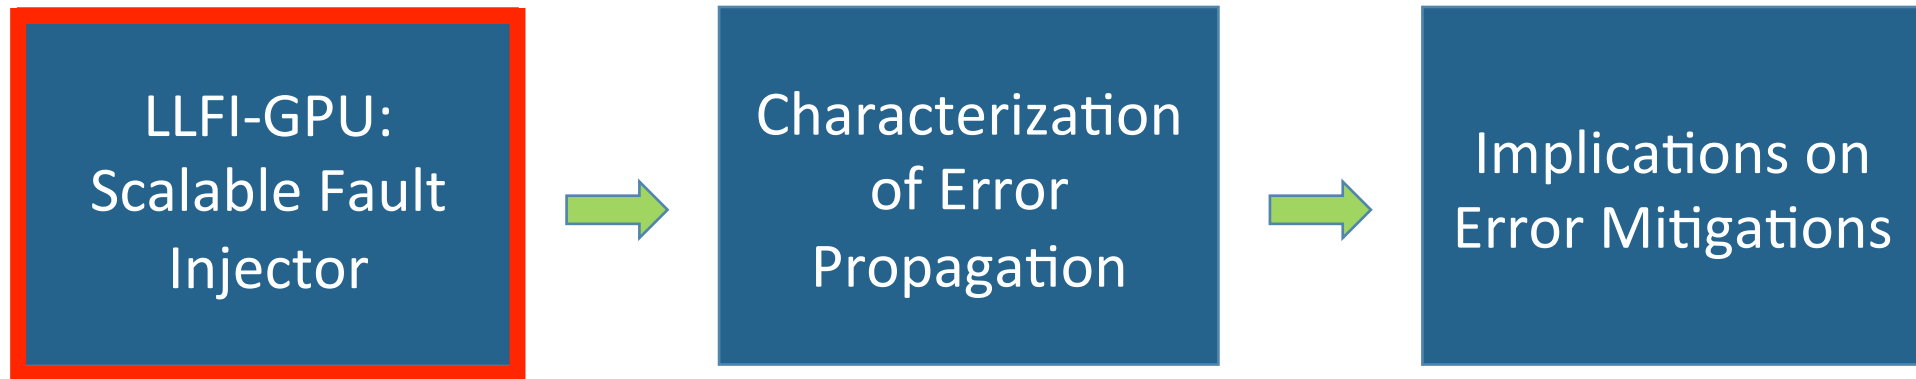 LLFI-GPU:
Scalable Fault
Injector
Characterization
of Error
Propagation
Implications on
Error Mitigations